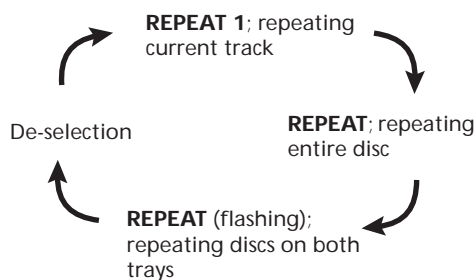 REPEAT 1; repeating
current track
REPEAT; repeating
entire disc
REPEAT (flashing);
repeating discs on both
trays
De-selection